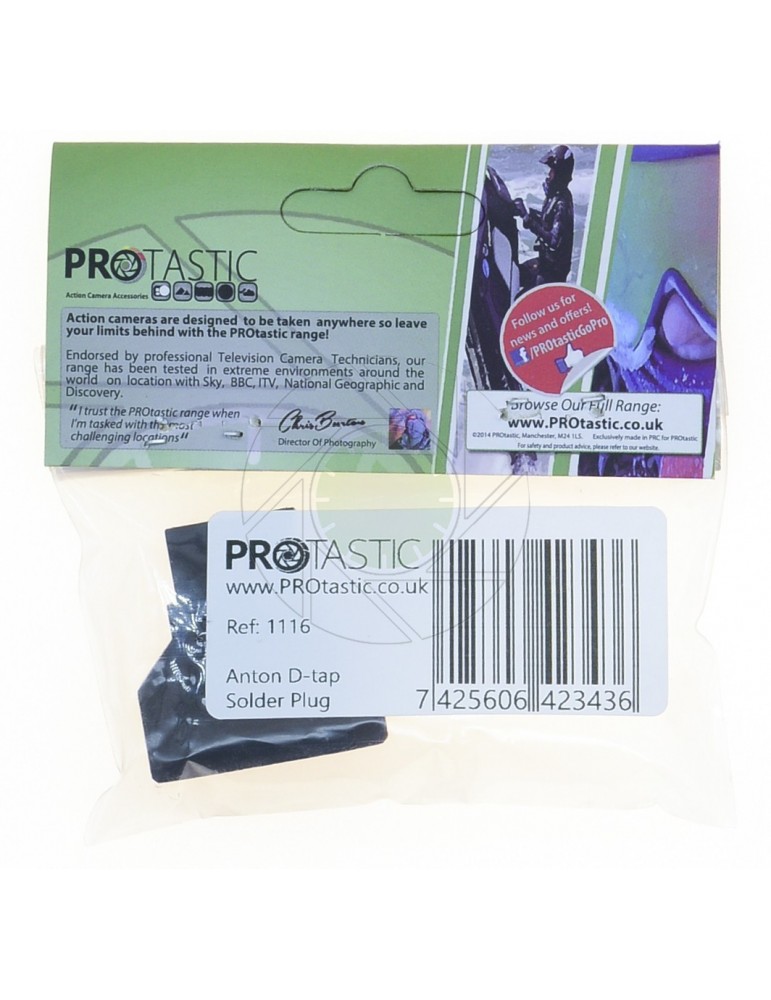 PROTASTIC
Action Camera Accessories
Action cameras are designed to be taken anywhere so leave
your limits behind with the PROtastic range!
Endorsed by professional Television Camera Technicians, our
range has been tested in extreme environments around the
world on location with Sky, BBC, ITV, National Geographic and
Discovery.
"I trust the PROtastic range when
I'm tasked with the most
challenging locations"
Chris Burtons
Director Of Photography
Follow us for
news and offers!
f/PROtasticGoPro
Browse Our Full Range:
www.PROtastic.co.uk
©2014 PROtastic, Manchester, M24 1LS. Exclusively made in PRC for PROtastic
For safety and product advice, please refer to our website.
PROTASTIC
www.PROtastic.co.uk
Ref: 1116
Anton D-tap
Solder Plug
7 425606 423436